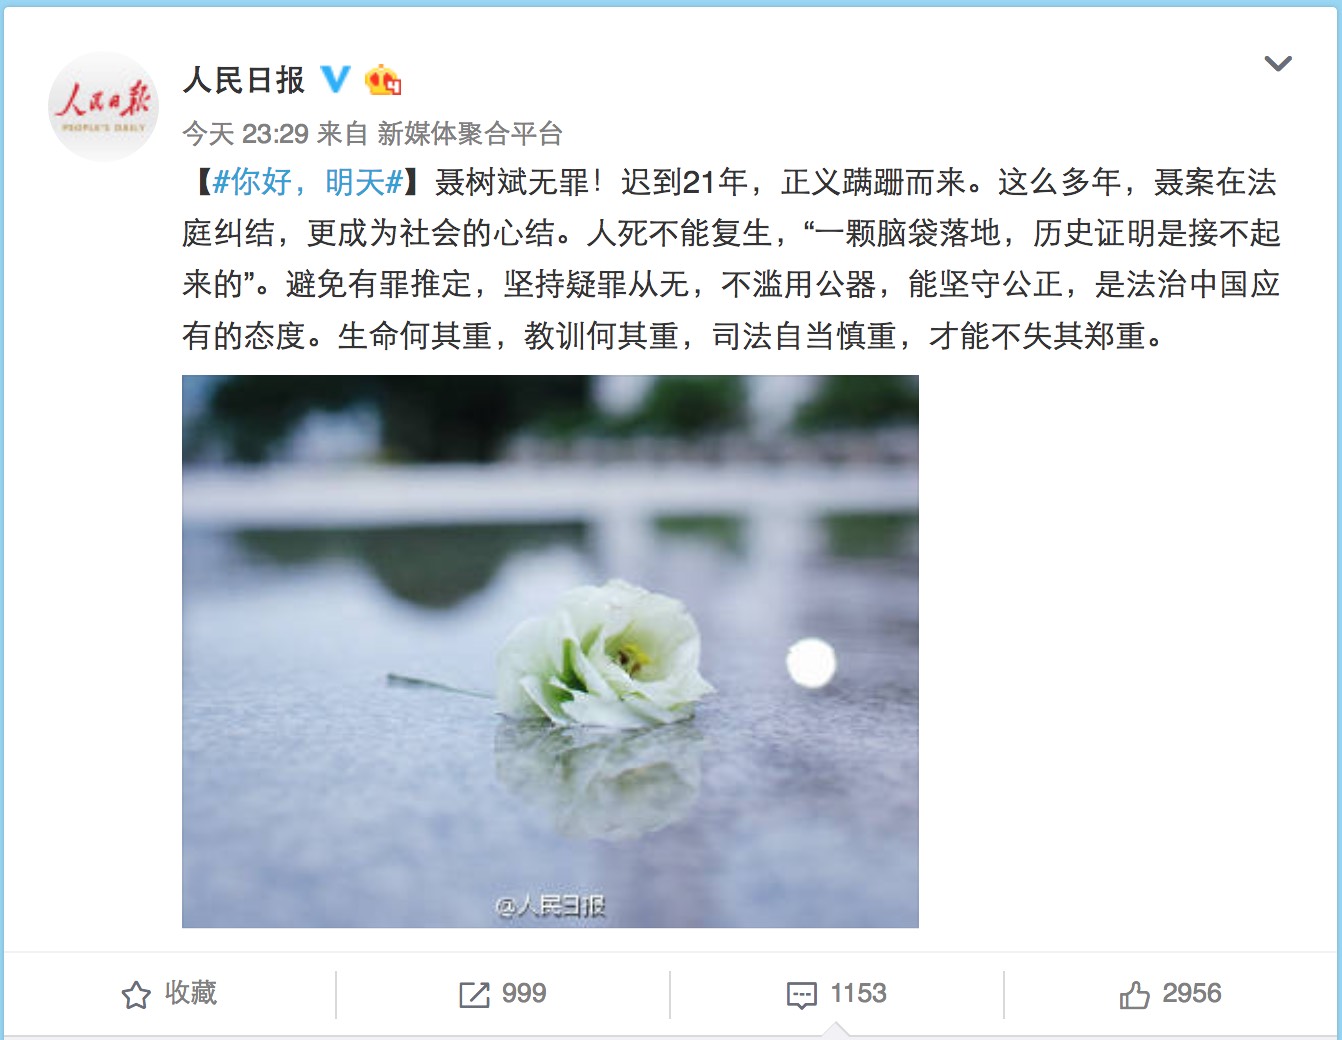 人民日报
PEOPLE'S DAILY
人民日报
今天 23:29 来自 新媒体聚合平台
【#你好，明天#】聂树斌无罪！迟到21年，正义蹒跚而来。这么多年，聂案在法
庭纠结，更成为社会的心结。人死不能复生，“一颗脑袋落地，历史证明是接不起
来的”。避免有罪推定，坚持疑罪从无，不滥用公器，能坚守公正，是法治中国应
有的态度。生命何其重，教训何其重，司法自当慎重，才能不失其郑重。
@人民日报
收藏
999
1153
2956